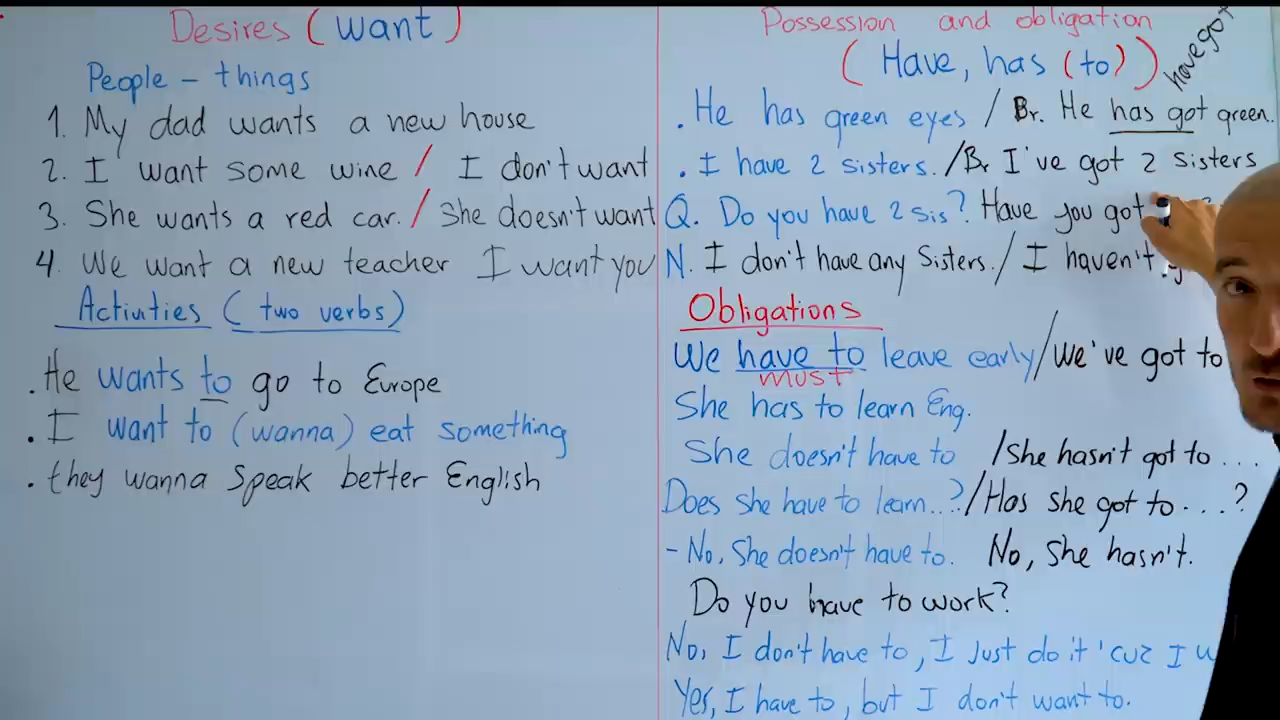 Desires (want)
People - things
1. My dad wants a new house
2. I want some wine / I don't want
3. She wants a red car. / She doesn't want
4. We want a new teacher I want you
Activities (two verbs)
. He wants to go to Europe
. I want to (wanna) eat something
. they wanna speak better English
Possession and obligation
(Have, has (to)) have got
. He has green eyes / Br. He has got green.
. I have 2 sisters. / Br I've got 2 sisters
Q. Do you have 2 sis? Have you got
N. I don't have any Sisters. / I haven't
Obligations
We have to leave early / We've got to
must
She has to learn Eng.
She doesn't have to / She hasn't got to ...
Does she have to learn..? / Has she got to ...?
- No, She doesn't have to. No, She hasn't.
Do you have to work?
No, I don't have to, I Just do it 'cuz I
Yes, I have to, but I don't want to.